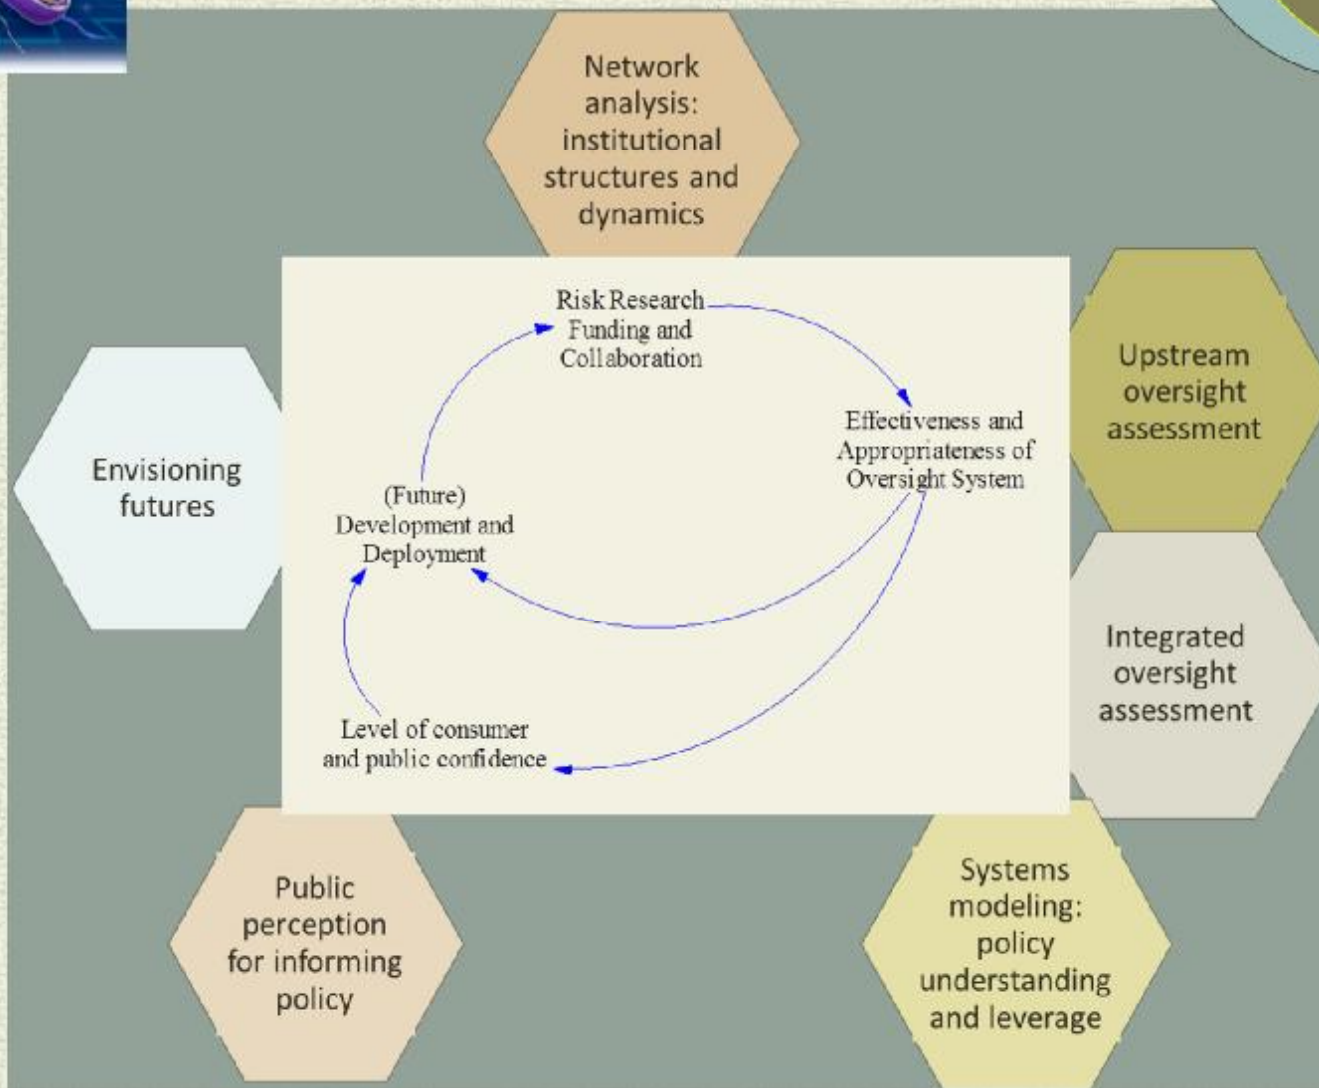 Network
analysis:
institutional
structures and
dynamics
Risk Research
Funding and
Collaboration
Effectiveness and
Appropriateness of
Oversight System
(Future)
Development and
Deployment
Level of consumer
and public confidence
Envisioning
futures
Upstream
oversight
assessment
Integrated
oversight
assessment
Public
perception
for informing
policy
Systems
modeling:
policy
understanding
and leverage